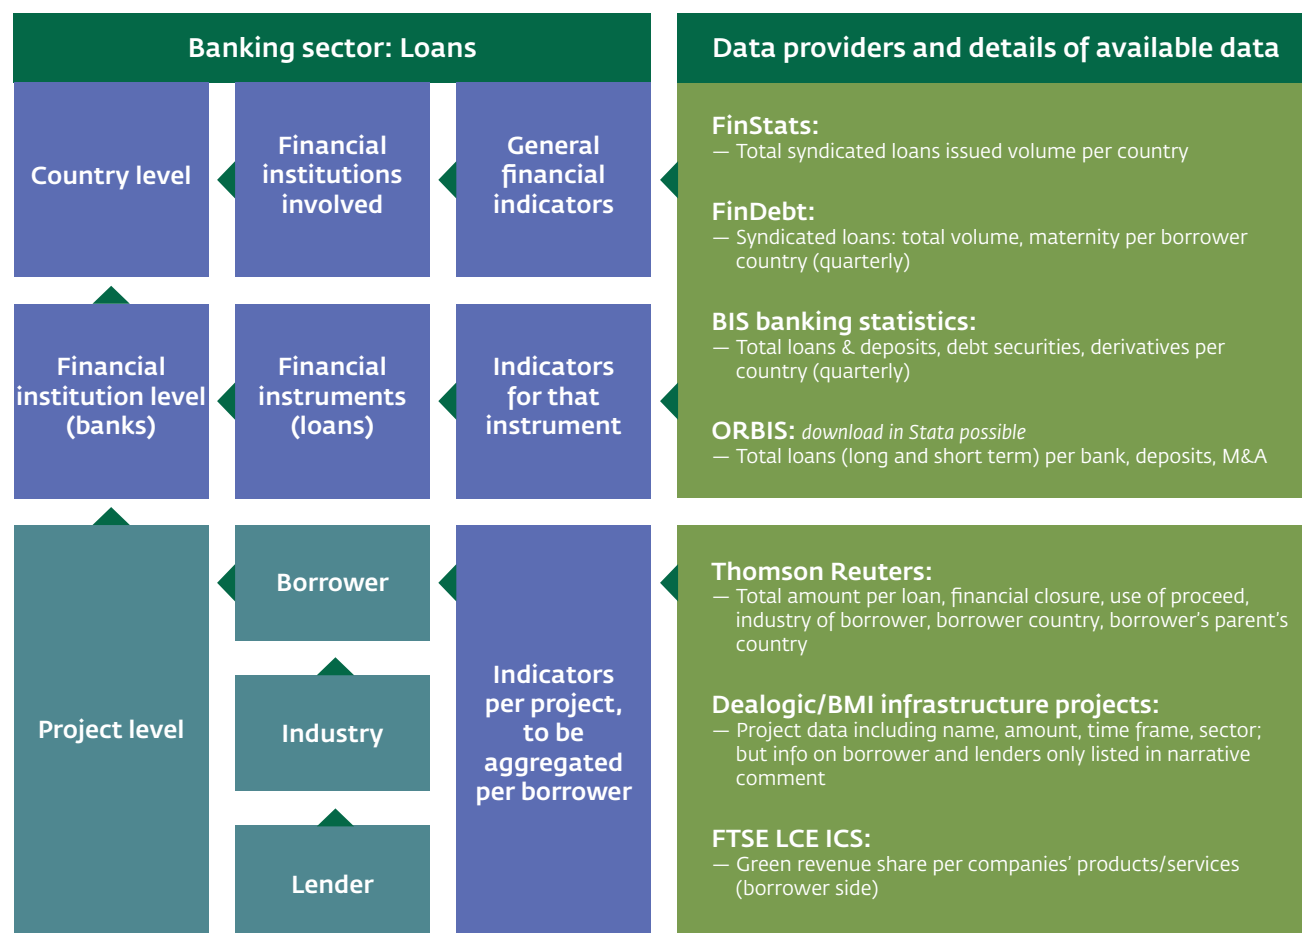 Banking sector: Loans
Data providers and details of available data
Country level
Financial
institutions
involved
General
financial
indicators
Financial
institution level
(banks)
Financial
instruments
(loans)
Indicators
for that
instrument
Project level
Borrower
Industry
Lender
Indicators
per project,
to be
aggregated
per borrower
FinStats:
— Total syndicated loans issued volume per country
FinDebt:
— Syndicated loans: total volume, maternity per borrower
country (quarterly)
BIS banking statistics:
— Total loans & deposits, debt securities, derivatives per
country (quarterly)
ORBIS: download in Stata possible
— Total loans (long and short term) per bank, deposits, M&A
Thomson Reuters:
— Total amount per loan, financial closure, use of proceed,
industry of borrower, borrower country, borrower's parent's
country
Dealogic/BMI infrastructure projects:
— Project data including name, amount, time frame, sector;
but info on borrower and lenders only listed in narrative
comment
FTSE LCE ICS:
— Green revenue share per companies' products/services
(borrower side)